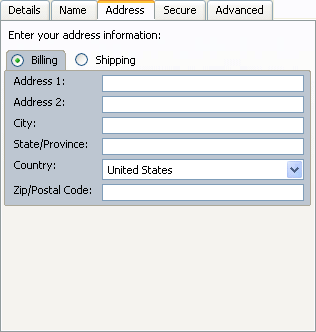 Details Name Address Secure Advanced
Enter your address information:
Billing Shipping
Address 1:
Address 2:
City:
State/Province:
Country: United States
Zip/Postal Code: